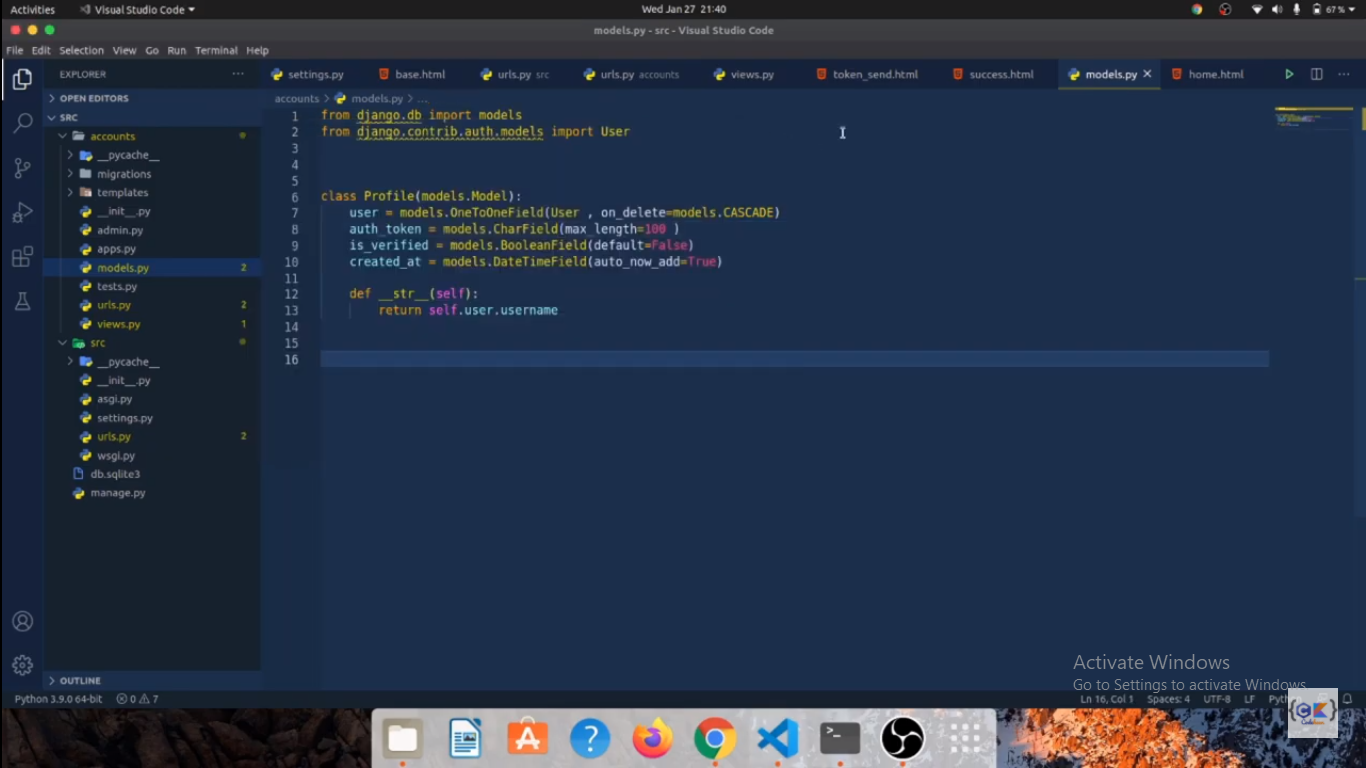 Activities
Visual Studio Code
Wed Jan 27 21:40
67 %
models.py - src - Visual Studio Code
File Edit Selection View Go Run Terminal Help
EXPLORER
settings.py
base.html
urls.py src
urls.py accounts
views.py
token_send.html
success.html
models.py
home.html
OPEN EDITORS
SRC
accounts
__pycache__
migrations
templates
__init__.py
admin.py
apps.py
models.py 2
tests.py
urls.py 2
views.py 1
src
__pycache__
__init__.py
asgi.py
settings.py
urls.py 2
wsgi.py
db.sqlite3
manage.py
OUTLINE
accounts > models.py > ...
1 from django.db import models
2 from django.contrib.auth.models import User
3
4
5
6 class Profile(models.Model):
7 user = models.OneToOneField(User , on_delete=models.CASCADE)
8 auth_token = models.CharField(max_length=100 )
9 is_verified = models.BooleanField(default=False)
10 created_at = models.DateTimeField(auto_now_add=True)
11
12 def __str__(self):
13 return self.user.username
14
15
16
Activate Windows
Go to Settings to activate Windows.
Python 3.9.0 64-bit 0 7
Ln 16, Col 1 Spaces: 4 UTF-8 LF